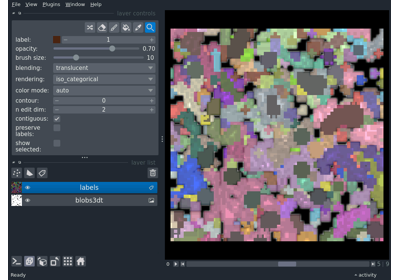 File View Plugins Window Help
layer controls
label: 1
opacity: 0.70
brush size: 10
blending: translucent
rendering: iso_categorical
color mode: auto
contour: 0
n edit dim: 2
contiguous:
preserve
labels:
show
selected:
layer list
labels
blobs3dt
Ready
activity